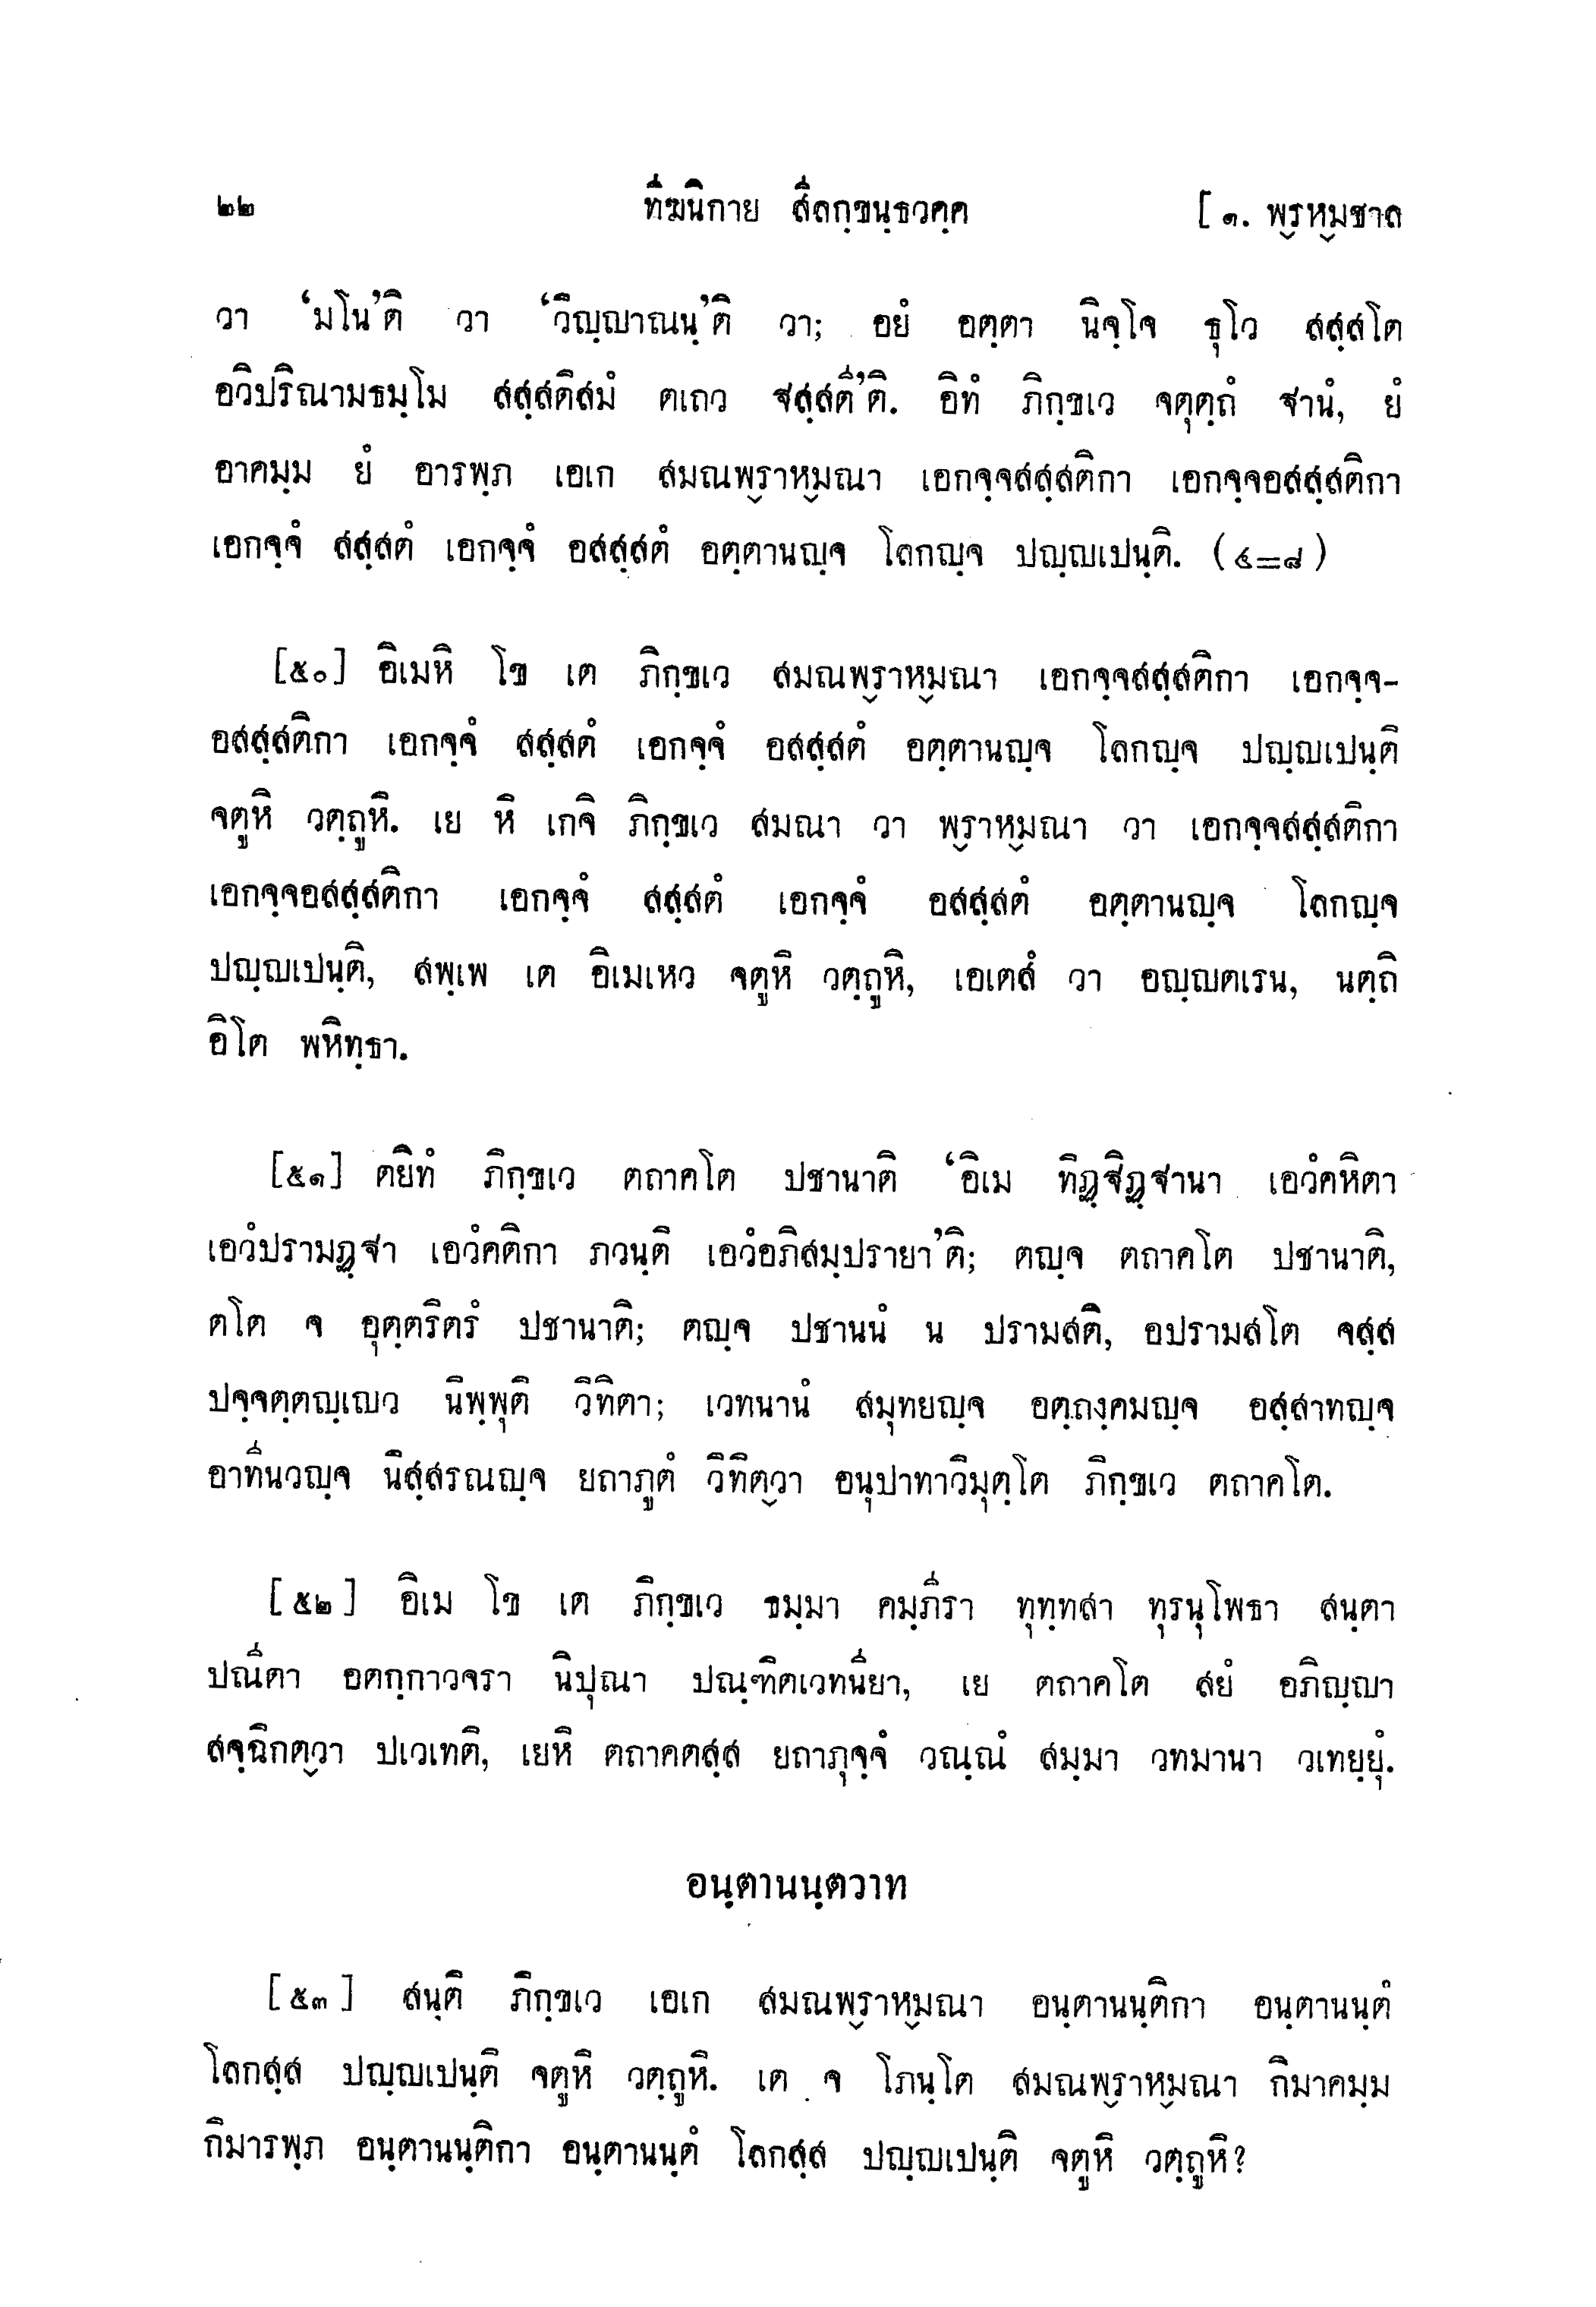 ๒๒ ทีฆนิกาย สีลกฺขนฺธวคฺค [ ๑. พฺรหฺมชาล
วา ‘มโน’ติ วา ‘วิญฺญาณนฺ’ติ วา; อยํ อตฺตา นิจฺโจ ธุโว สสฺสโต
อวิปริณามธมฺโม สสฺสติสมํ ตเถว ฐสฺสตี’ติ. อิทํ ภิกฺขเว จตุตฺถํ ฐานํ, ยํ
อาคมฺม ยํ อารพฺภ เอเก สมณพฺราหฺมณา เอกจฺจสสฺสติกา เอกจฺจอสสฺสติกา
เอกจฺจํ สสฺสตํ เอกจฺจํ อสสฺสตํ อตฺตานญฺจ โลกญฺจ ปญฺญเปนฺติ. (๔=๘)
[๕๐] อิเมหิ โข เต ภิกฺขเว สมณพฺราหฺมณา เอกจฺจสสฺสติกา เอกจฺจ-
อสสฺสติกา เอกจฺจํ สสฺสตํ เอกจฺจํ อสสฺสตํ อตฺตานญฺจ โลกญฺจ ปญฺญเปนฺติ
จตูหิ วตฺถูหิ. เย หิ เกจิ ภิกฺขเว สมณา วา พฺราหฺมณา วา เอกจฺจสสฺสติกา
เอกจฺจอสสฺสติกา เอกจฺจํ สสฺสตํ เอกจฺจํ อสสฺสตํ อตฺตานญฺจ โลกญฺจ
ปญฺญเปนฺติ, สพฺเพ เต อิเมเหว จตูหิ วตฺถูหิ, เอเตสํ วา อญฺญตเรน, นตฺถิ
อิโต พหิทฺธา.
[๕๑] ตยิทํ ภิกฺขเว ตถาคโต ปชานาติ ‘อิเม ทิฏฺฐิฏฺฐานา เอวํคหิตา
เอวํปรามฏฺฐา เอวํคติกา ภวนฺติ เอวํอภิสมฺปรายา’ติ; ตญฺจ ตถาคโต ปชานาติ,
ตโต จ อุตฺตริตรํ ปชานาติ; ตญฺจ ปชานนํ น ปรามสติ, อปรามสโต จสฺส
ปจฺจตฺตญฺเญว นิพฺพุติ วิทิตา; เวทนานํ สมุทยญฺจ อตฺถงฺคมญฺจ อสฺสาทญฺจ
อาทีนวญฺจ นิสฺสรณญฺจ ยถาภูตํ วิทิตฺวา อนุปาทาวิมุตฺโต ภิกฺขเว ตถาคโต.
[๕๒] อิเม โข เต ภิกฺขเว ธมฺมา คมฺภีรา ทุทฺทสา ทุรนุโพธา สนฺตา
ปณีตา อตกฺกาวจรา นิปุณา ปณฺฑิตเวทนียา, เย ตถาคโต สยํ อภิญฺญา
สจฺฉิกตฺวา ปเวเทติ, เยหิ ตถาคตสฺส ยถาภุจฺจํ วณฺณํ สมฺมา วทมานา วเทยฺยุํ.
อนฺตานนฺตวาท
[๕๓] สนฺติ ภิกฺขเว เอเก สมณพฺราหฺมณา อนฺตานนฺติกา อนฺตานนฺตํ
โลกสฺส ปญฺญเปนฺติ จตูหิ วตฺถูหิ. เต จ โภนฺโต สมณพฺราหฺมณา กิมาคมฺม
กิมารพฺภ อนฺตานนฺติกา อนฺตานนฺตํ โลกสฺส ปญฺญเปนฺติ จตูหิ วตฺถูหิ?